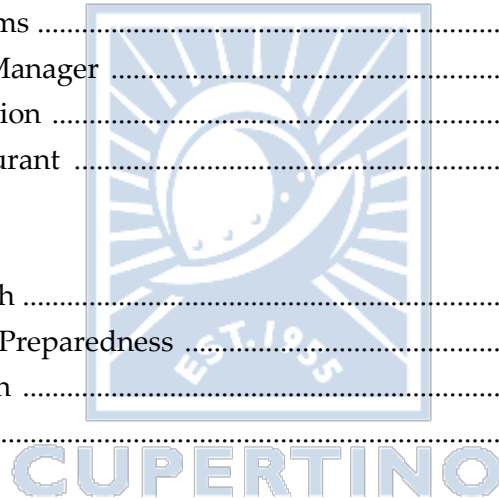 ms ...............................................................
Manager ....................................................
ion .............................................................
urant ..........................................................
h .................................................................
Preparedness ..........................................
n .................................................................
....................................................................
EST. 1955
CUPERTINO